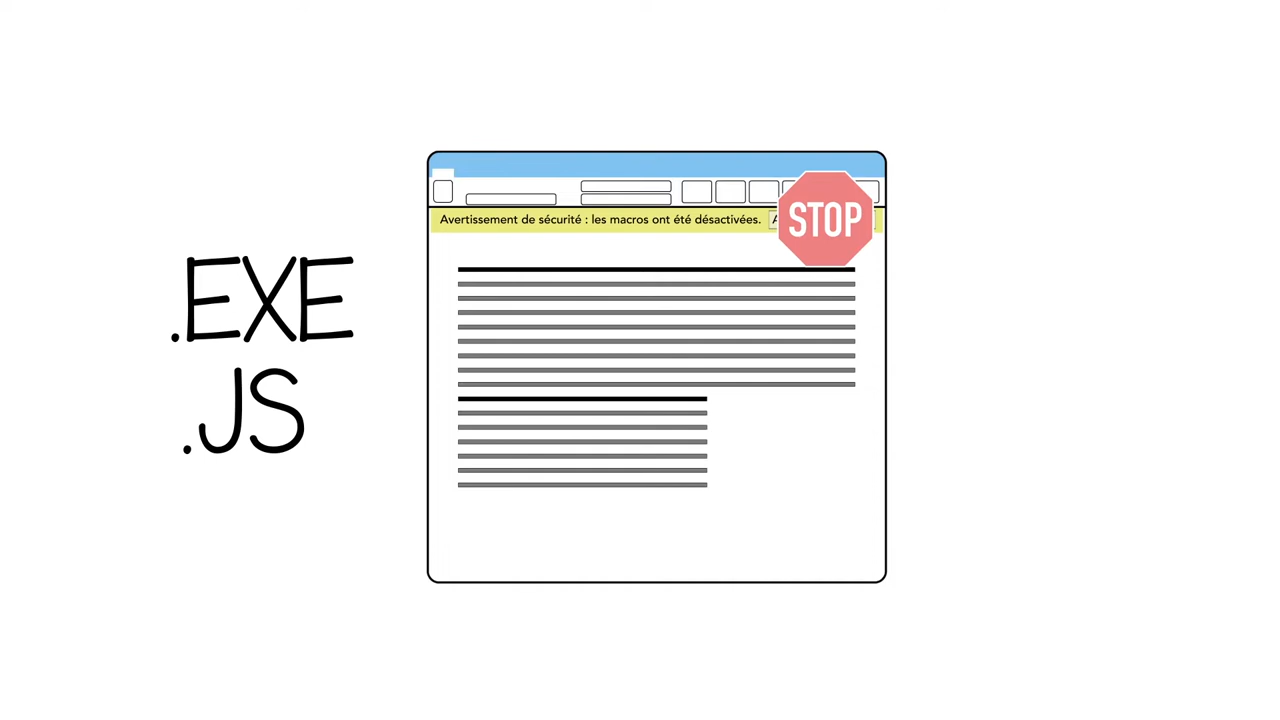 .EXE
.JS
Avertissement de sécurité : les macros ont été désactivées.
STOP